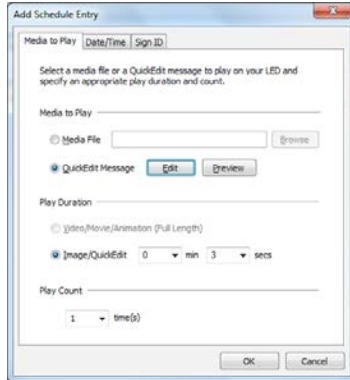 Add Schedule Entry
Media to Play Date/Time Sign ID
Select a media file or a QuickEdit message to play on your LED and
specify an appropriate play duration and count.
Media to Play
Media File Browse
QuickEdit Message Edit Preview
Play Duration
Video/Movie/Animation (Full Length)
Image/QuickEdit 0 min 3 secs
Play Count
1 time(s)
OK Cancel